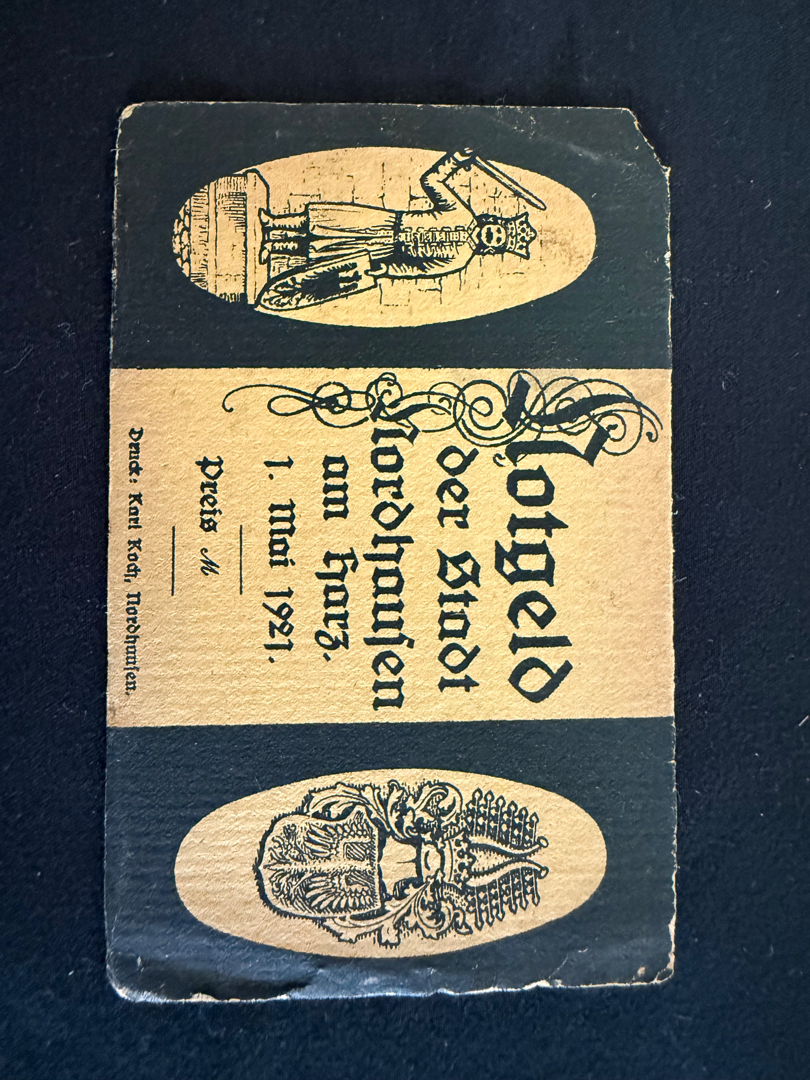 Notgeld
der Stadt
Nordhausen
am Harz.
1. Mai 1921.
Preis M
Druck: Karl Koch, Nordhausen.